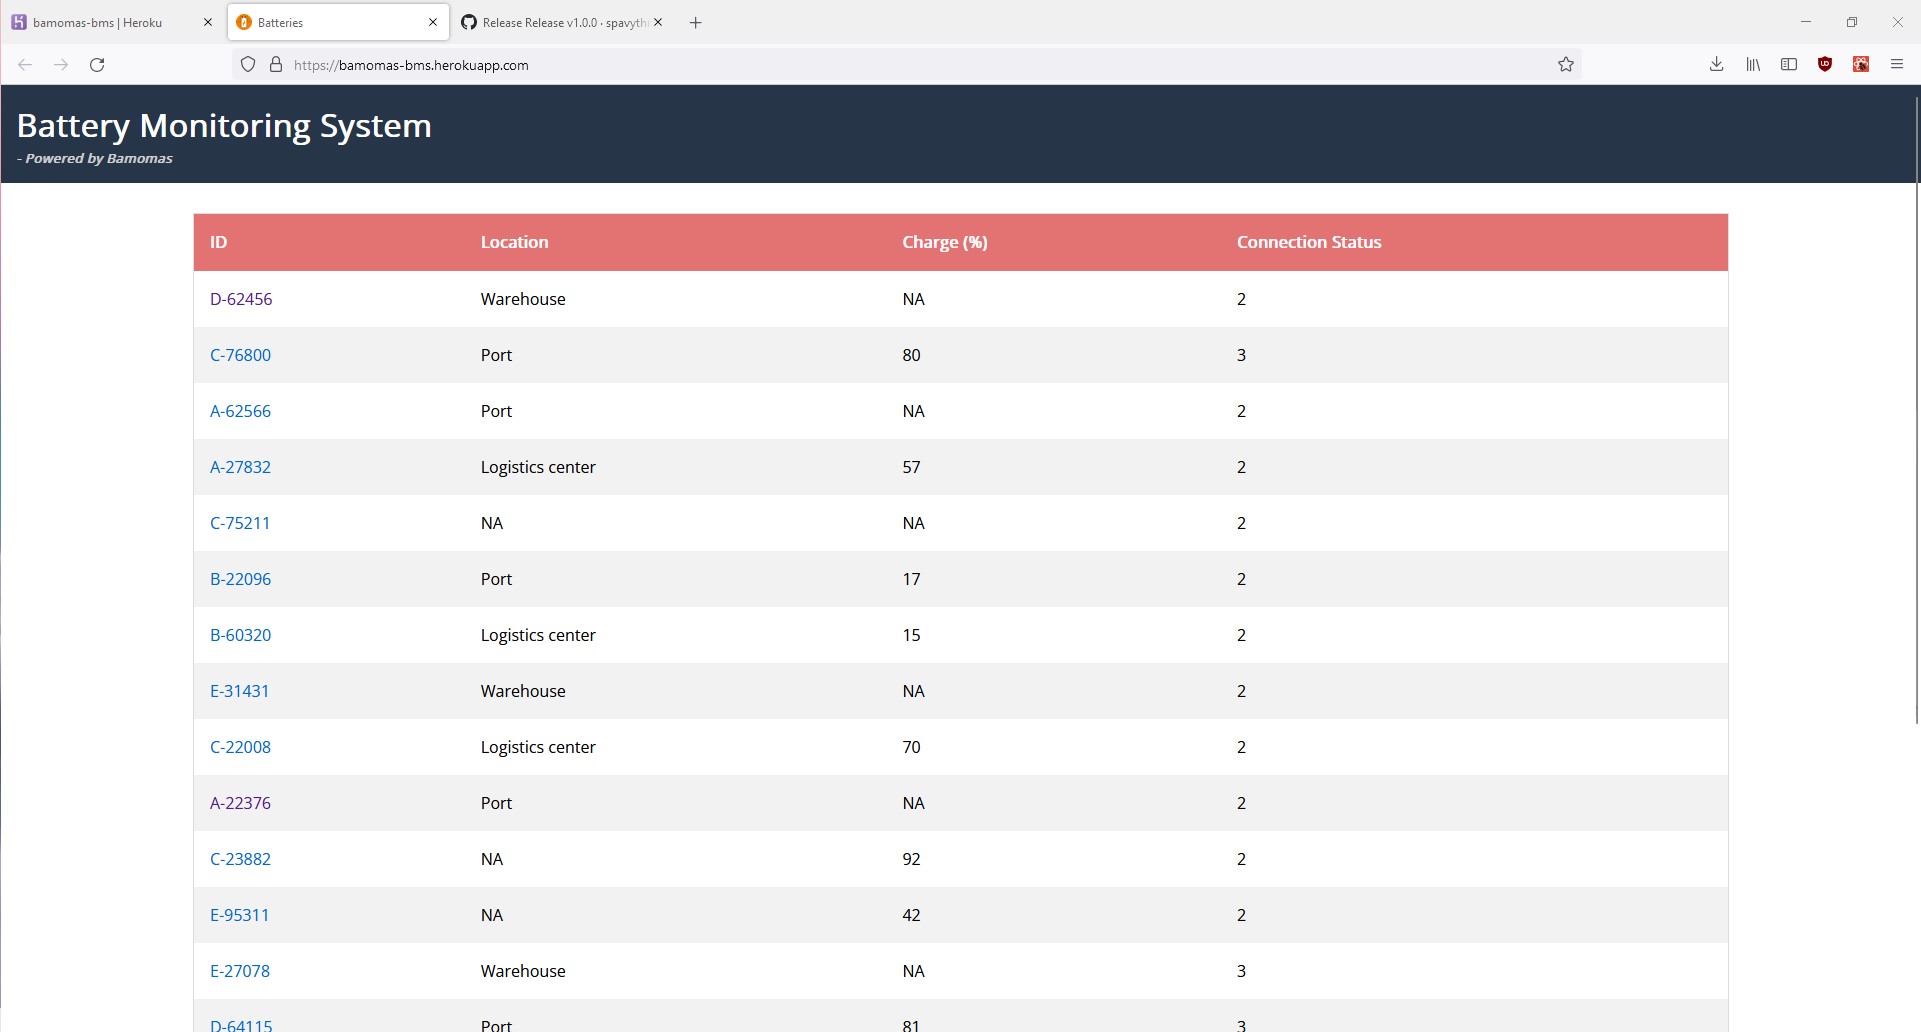 bamomas-bms | Heroku
Batteries
Release Release v1.0.0 · spavyth
https://bamomas-bms.herokuapp.com
Battery Monitoring System
- Powered by Bamomas
ID Location Charge (%) Connection Status
D-62456 Warehouse NA 2
C-76800 Port 80 3
A-62566 Port NA 2
A-27832 Logistics center 57 2
C-75211 NA NA 2
B-22096 Port 17 2
B-60320 Logistics center 15 2
E-31431 Warehouse NA 2
C-22008 Logistics center 70 2
A-22376 Port NA 2
C-23882 NA 92 2
E-95311 NA 42 2
E-27078 Warehouse NA 3
D-64115 Port 81 3